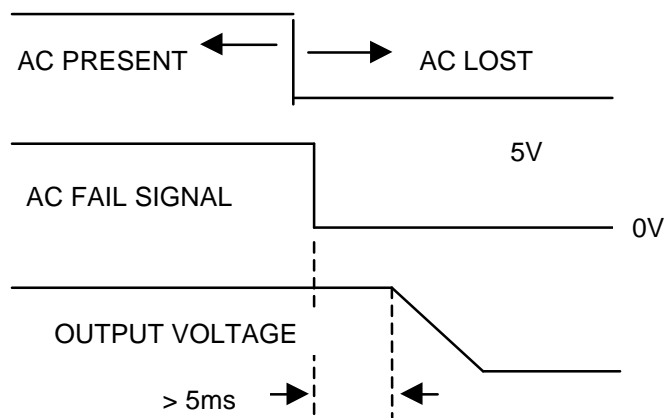 AC PRESENT
AC LOST
5V
AC FAIL SIGNAL
0V
OUTPUT VOLTAGE
> 5ms